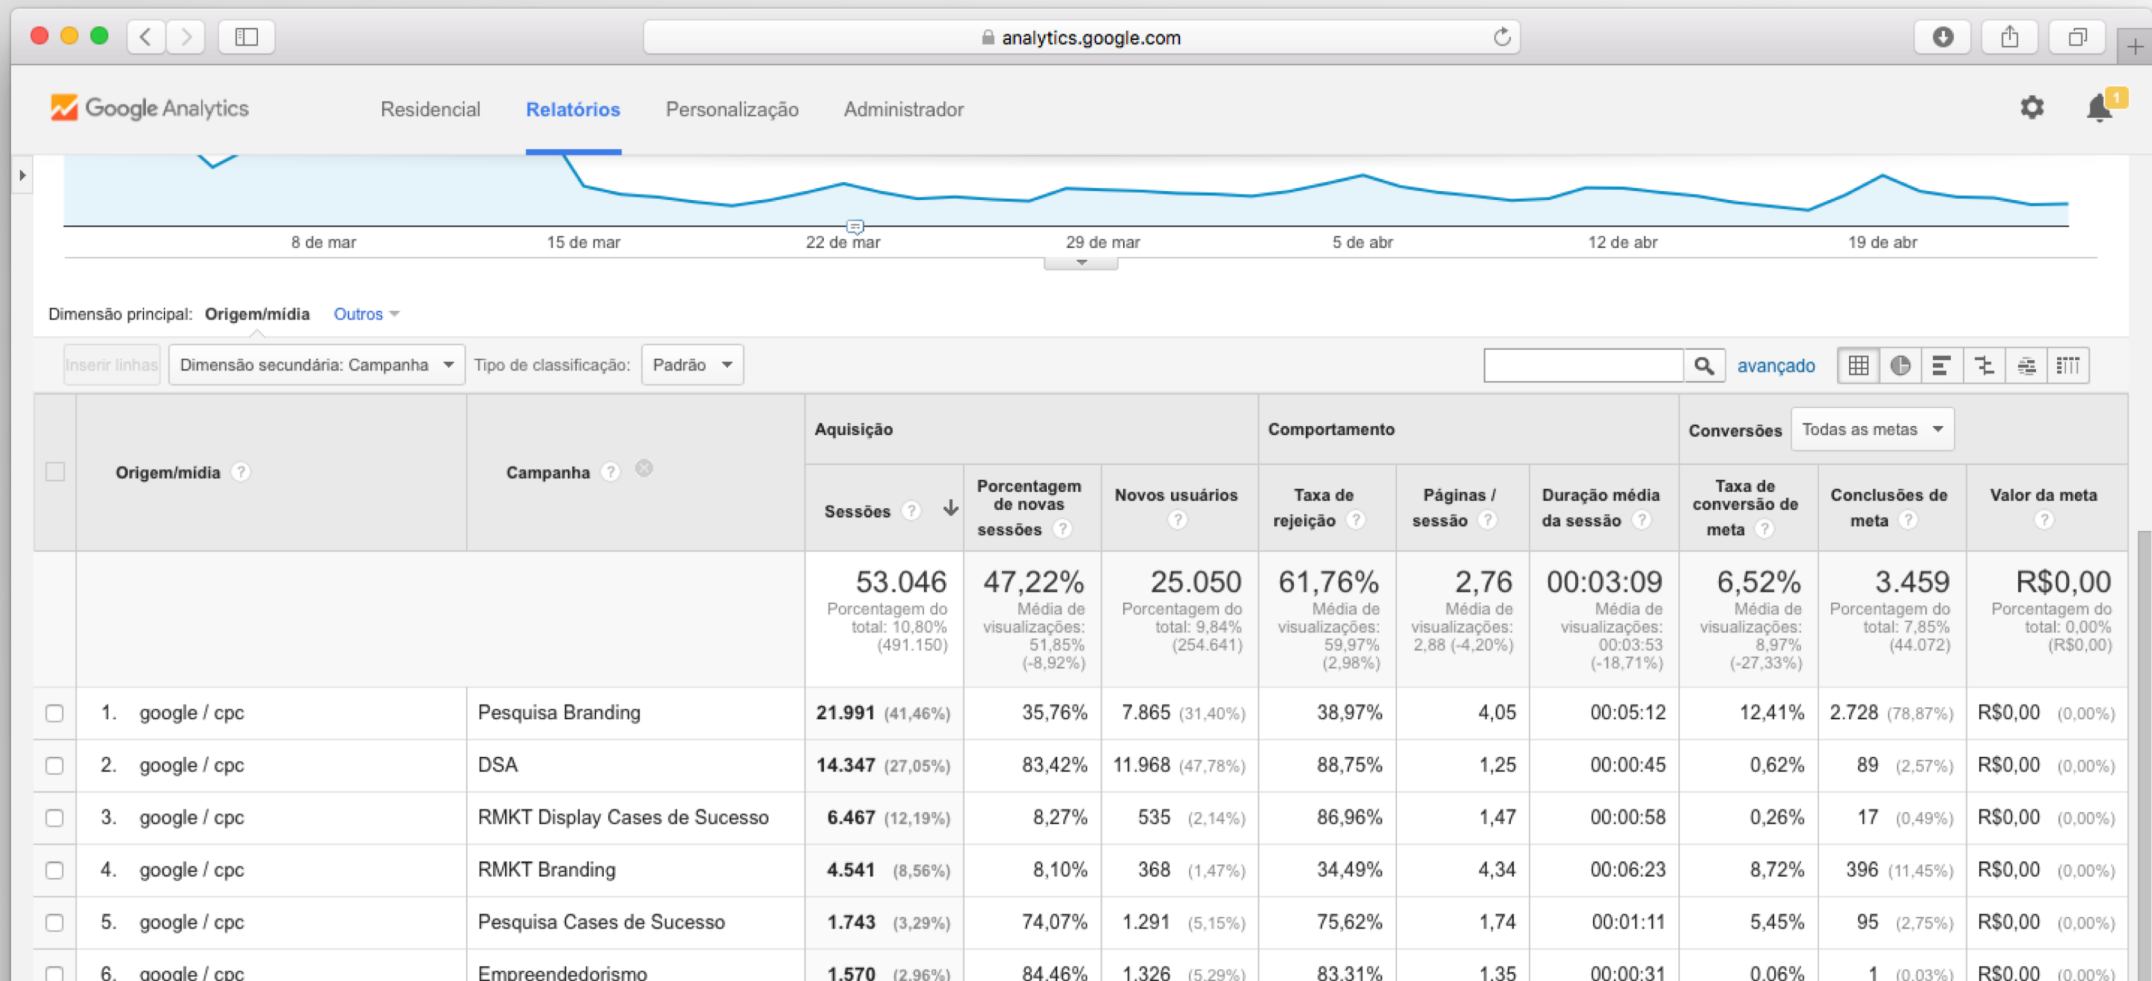 analytics.google.com
Google Analytics
Residencial
Relatórios
Personalização
Administrador
1
8 de mar
15 de mar
22 de mar
29 de mar
5 de abr
12 de abr
19 de abr
Dimensão principal: Origem/mídia Outros
Inserir linhas
Dimensão secundária: Campanha
Tipo de classificação:
Padrão
avançado
Origem/mídia ?
Campanha ?
Aquisição
Comportamento
Conversões
Todas as metas
Sessões ?
Porcentagem
de novas
sessões ?
Novos usuários
?
Taxa de
rejeição ?
Páginas /
sessão ?
Duração média
da sessão ?
Taxa de
conversão de
meta ?
Conclusões de
meta ?
Valor da meta
?
53.046
Porcentagem do
total: 10,80%
(491.150)
47,22%
Média de
visualizações:
51,85%
(-8,92%)
25.050
Porcentagem do
total: 9,84%
(254.641)
61,76%
Média de
visualizações:
59,97%
(2,98%)
2,76
Média de
visualizações:
2,88 (-4,20%)
00:03:09
Média de
visualizações:
00:03:53
(-18,71%)
6,52%
Média de
visualizações:
8,97%
(-27,33%)
3.459
Porcentagem do
total: 7,85%
(44.072)
R$0,00
Porcentagem do
total: 0,00%
(R$0,00)
1. google / cpc Pesquisa Branding 21.991 (41,46%) 35,76% 7.865 (31,40%) 38,97% 4,05 00:05:12 12,41% 2.728 (78,87%) R$0,00 (0,00%)
2. google / cpc DSA 14.347 (27,05%) 83,42% 11.968 (47,78%) 88,75% 1,25 00:00:45 0,62% 89 (2,57%) R$0,00 (0,00%)
3. google / cpc RMKT Display Cases de Sucesso 6.467 (12,19%) 8,27% 535 (2,14%) 86,96% 1,47 00:00:58 0,26% 17 (0,49%) R$0,00 (0,00%)
4. google / cpc RMKT Branding 4.541 (8,56%) 8,10% 368 (1,47%) 34,49% 4,34 00:06:23 8,72% 396 (11,45%) R$0,00 (0,00%)
5. google / cpc Pesquisa Cases de Sucesso 1.743 (3,29%) 74,07% 1.291 (5,15%) 75,62% 1,74 00:01:11 5,45% 95 (2,75%) R$0,00 (0,00%)
6. google / cpc Empreendedorismo 1.570 (2,96%) 84,46% 1.326 (5,29%) 83,31% 1,35 00:00:31 0,06% 1 (0,03%) R$0,00 (0,00%)